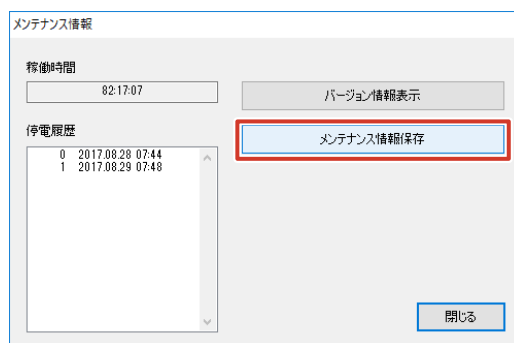 メンテナンス情報
稼働時間
82:17:07
バージョン情報表示
停電履歴
メンテナンス情報保存
0 2017.08.28 07:44
1 2017.08.29 07:48
閉じる